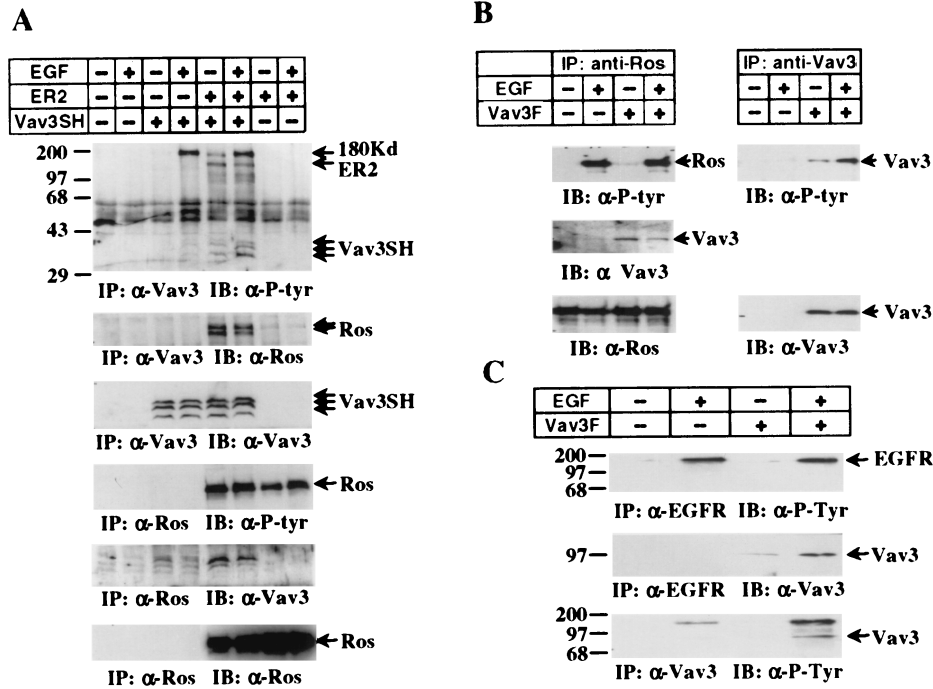 A
EGF − + − + − + − +
ER2 − − − − + + + +
Vav3SH − − + + + + − −
200
97
68
43
29
180Kd
ER2
Vav3SH
IP: α-Vav3 IB: α-P-tyr
Ros
IP: α-Vav3 IB: α-Ros
Vav3SH
IP: α-Vav3 IB: α-Vav3
Ros
IP: α-Ros IB: α-P-tyr
IP: α-Ros IB: α-Vav3
Ros
IP: α-Ros IB: α-Ros
B
IP: anti-Ros IP: anti-Vav3
EGF − + − + − + − +
Vav3F − − + + − − + +
Ros
IB: α-P-tyr
Vav3
IB: α Vav3
IB: α-Ros
Vav3
IB: α-P-tyr
Vav3
IB: α-Vav3
C
EGF − + − +
Vav3F − − + +
200
97
68
EGFR
IP: α-EGFR IB: α-P-Tyr
97
Vav3
IP: α-EGFR IB: α-Vav3
200
97
68
Vav3
IP: α-Vav3 IB: α-P-Tyr